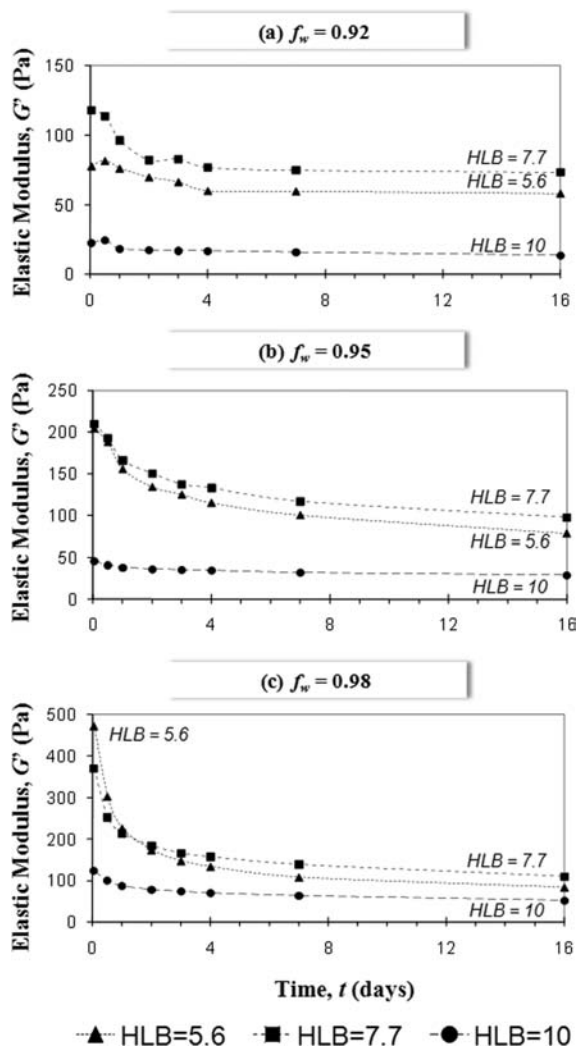 (a) f_w = 0.92
Elastic Modulus, G' (Pa)
150
100
50
0
HLB = 7.7
HLB = 5.6
HLB = 10
0 4 8 12 16
(b) f_w = 0.95
Elastic Modulus, G' (Pa)
250
200
150
100
50
0
HLB = 7.7
HLB = 5.6
HLB = 10
0 4 8 12 16
(c) f_w = 0.98
Elastic Modulus, G' (Pa)
500
400
300
200
100
0
HLB = 5.6
HLB = 7.7
HLB = 10
0 4 8 12 16
Time, t (days)
HLB=5.6 HLB=7.7 HLB=10